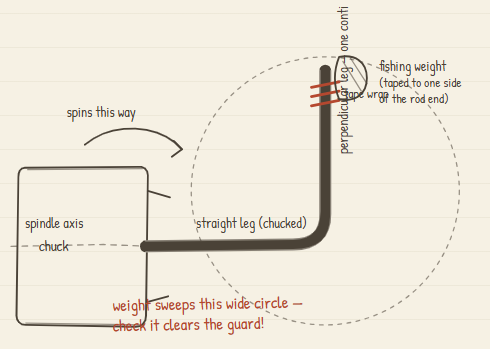 perpendicular leg — one conti
fishing weight
(taped to one side
of the rod end)
tape wrap
spins this way
spindle axis
straight leg (chucked)
chuck
weight sweeps this wide circle —
check it clears the guard!